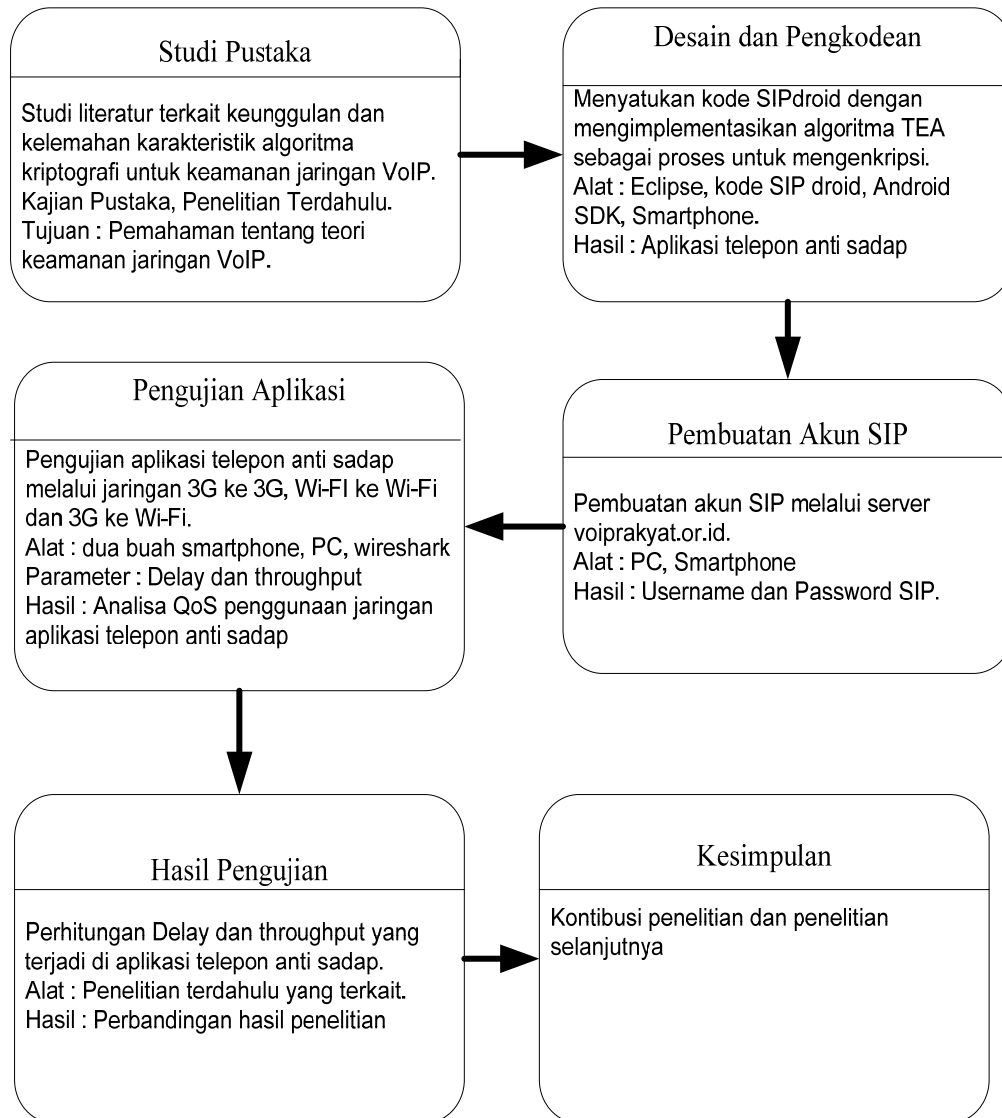 Studi Pustaka
Studi literatur terkait keunggulan dan
kelemahan karakteristik algoritma
kriptografi untuk keamanan jaringan VoIP.
Kajian Pustaka, Penelitian Terdahulu.
Tujuan : Pemahaman tentang teori
keamanan jaringan VoIP.
Desain dan Pengkodean
Menyatukan kode SIPdroid dengan
mengimplementasikan algoritma TEA
sebagai proses untuk mengenkripsi.
Alat : Eclipse, kode SIP droid, Android
SDK, Smartphone.
Hasil : Aplikasi telepon anti sadap
Pembuatan Akun SIP
Pembuatan akun SIP melalui server
voiprakyat.or.id.
Alat : PC, Smartphone
Hasil : Username dan Password SIP.
Pengujian Aplikasi
Pengujian aplikasi telepon anti sadap
melalui jaringan 3G ke 3G, Wi-FI ke Wi-Fi
dan 3G ke Wi-Fi.
Alat : dua buah smartphone, PC, wireshark
Parameter : Delay dan throughput
Hasil : Analisa QoS penggunaan jaringan
aplikasi telepon anti sadap
Hasil Pengujian
Perhitungan Delay dan throughput yang
terjadi di aplikasi telepon anti sadap.
Alat : Penelitian terdahulu yang terkait.
Hasil : Perbandingan hasil penelitian
Kesimpulan
Kontibusi penelitian dan penelitian
selanjutnya